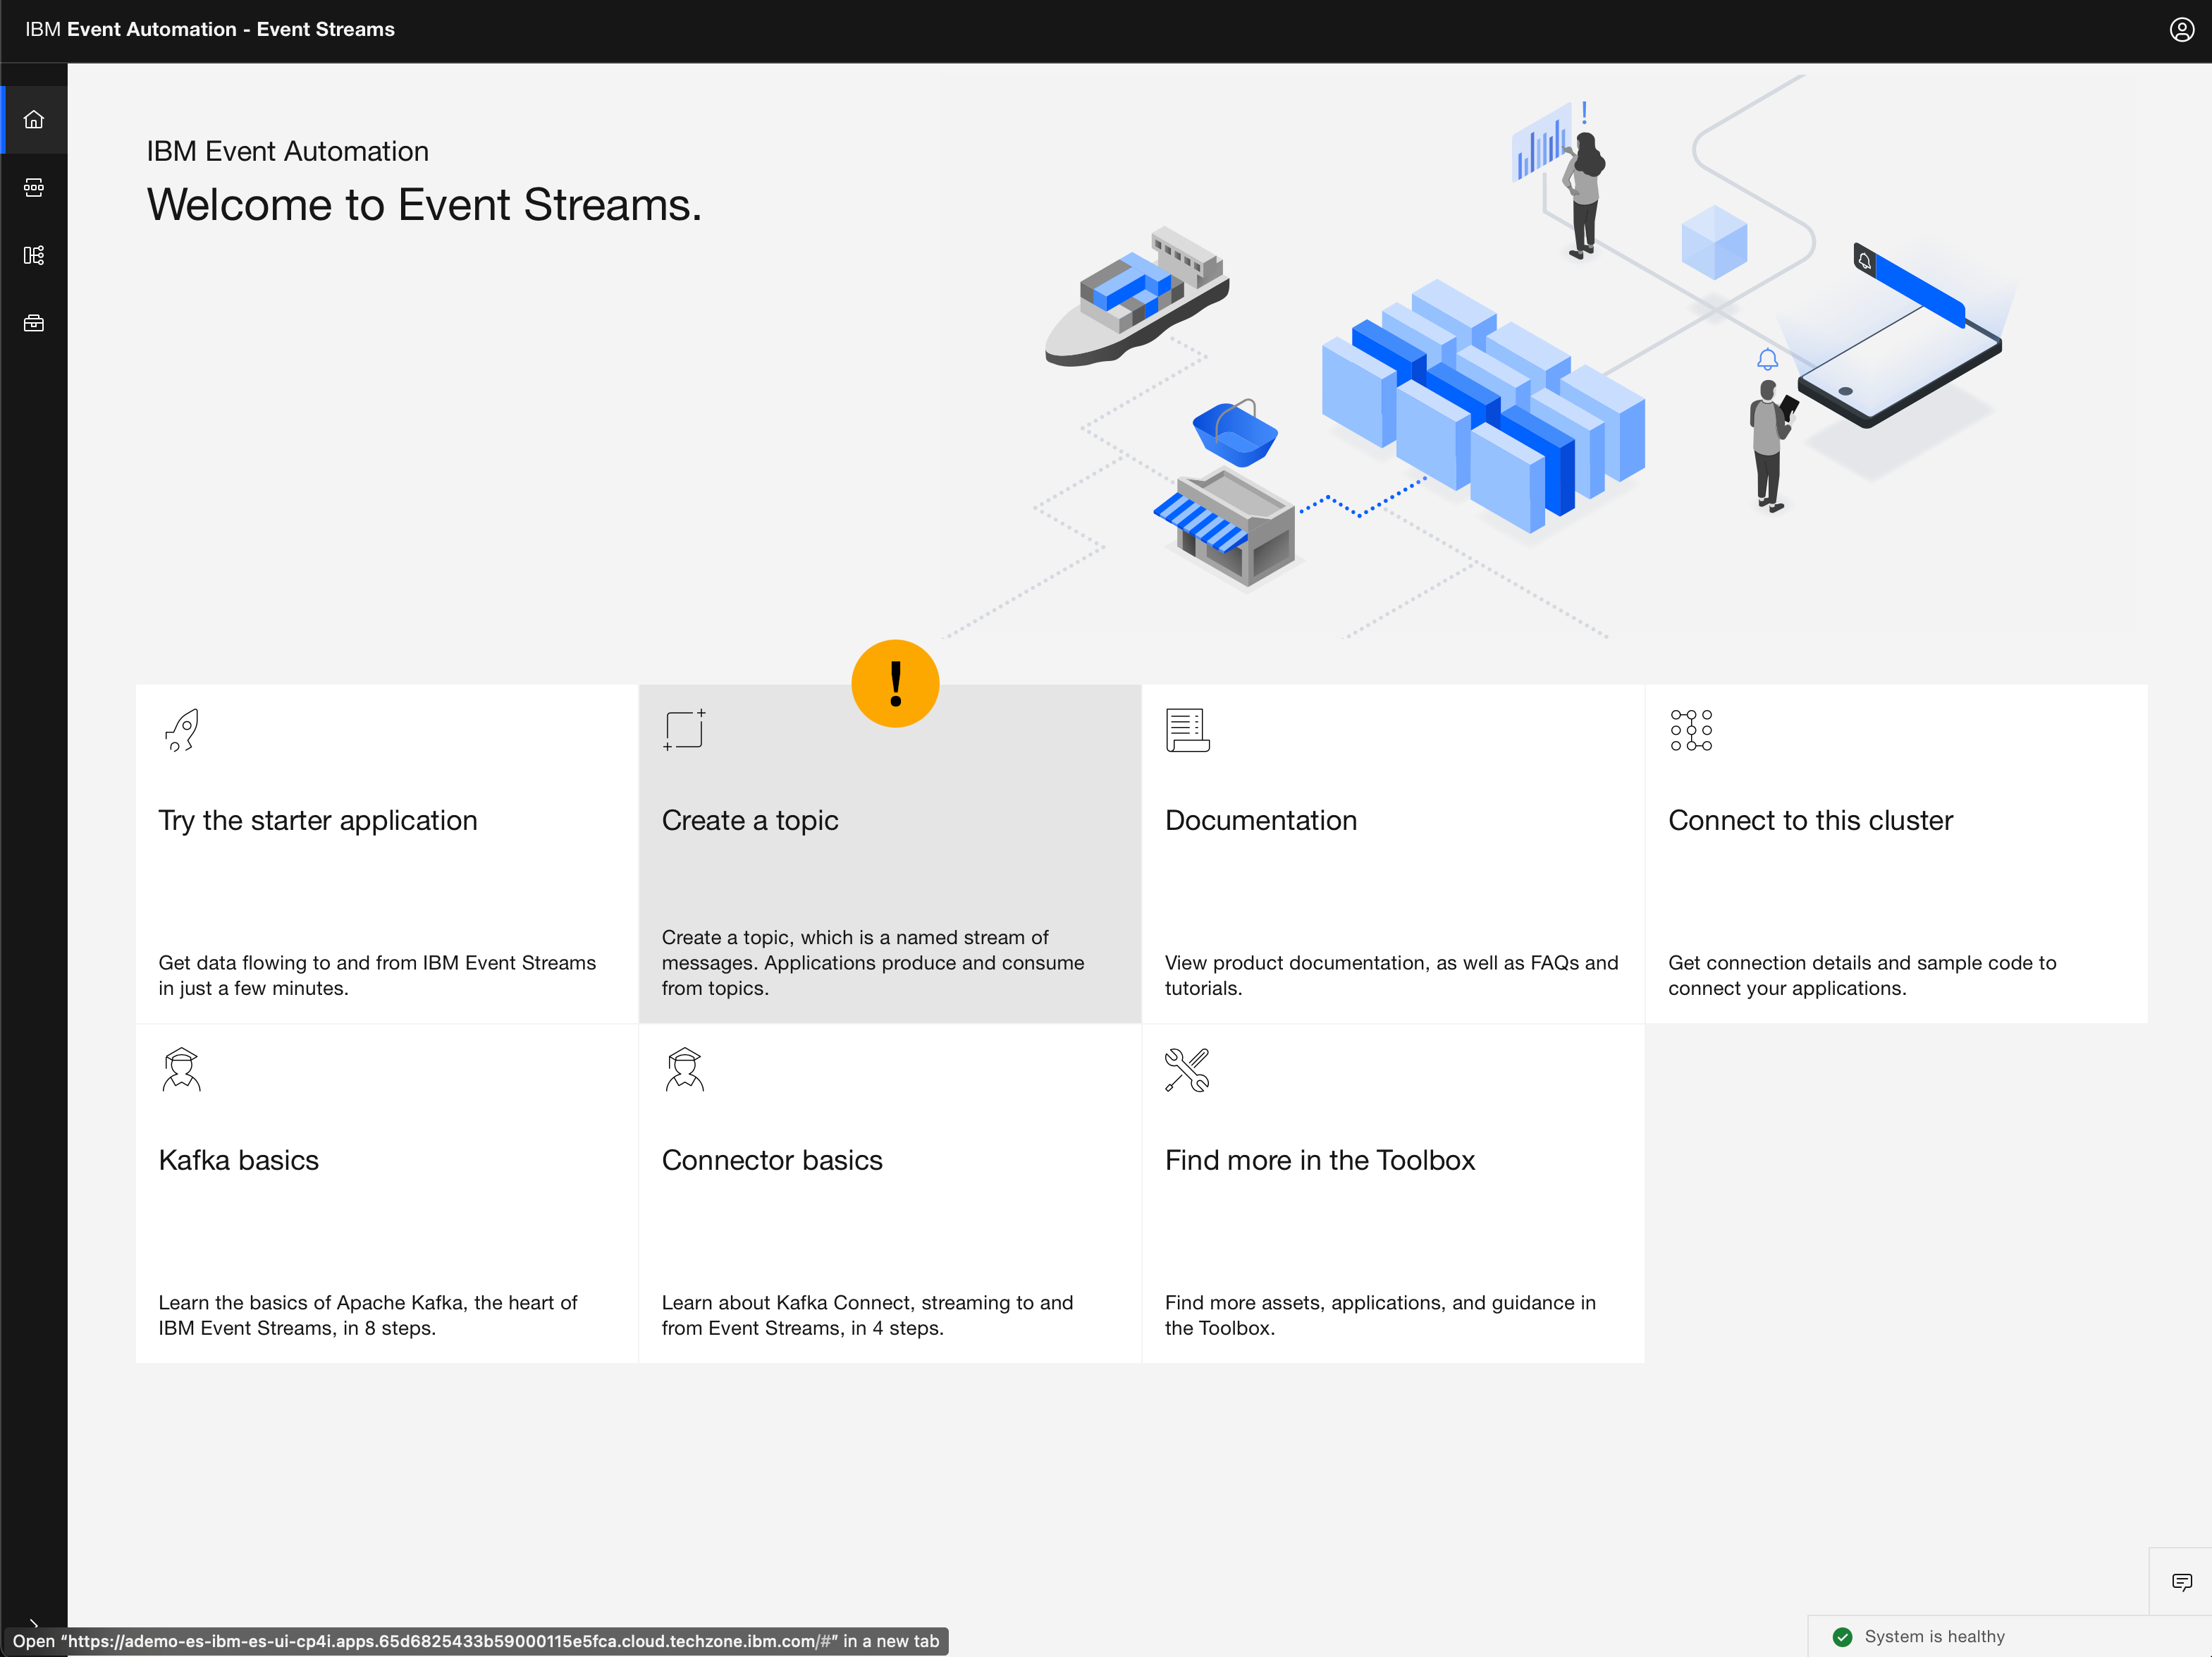 IBM Event Automation - Event Streams
IBM Event Automation
Welcome to Event Streams.
!
!
Try the starter application
Get data flowing to and from IBM Event Streams
in just a few minutes.
Create a topic
Create a topic, which is a named stream of
messages. Applications produce and consume
from topics.
Documentation
View product documentation, as well as FAQs and
tutorials.
Connect to this cluster
Get connection details and sample code to
connect your applications.
Kafka basics
Learn the basics of Apache Kafka, the heart of
IBM Event Streams, in 8 steps.
Connector basics
Learn about Kafka Connect, streaming to and
from Event Streams, in 4 steps.
Find more in the Toolbox
Find more assets, applications, and guidance in
the Toolbox.
Open “https://ademo-es-ibm-es-ui-cp4i.apps.65d6825433b59000115e5fca.cloud.techzone.ibm.com/#” in a new tab
System is healthy